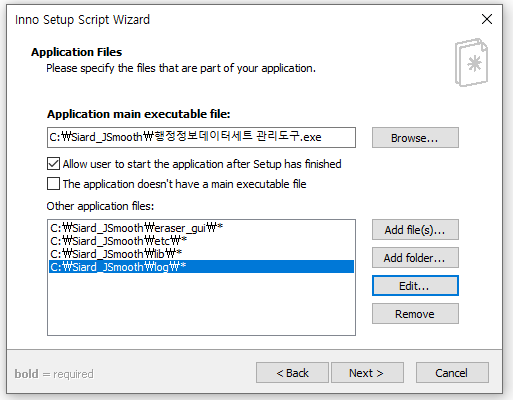 Inno Setup Script Wizard
Application Files
Please specify the files that are part of your application.
Application main executable file:
C:₩Siard_JSmooth₩행정정보데이터세트 관리도구.exe
Browse...
Allow user to start the application after Setup has finished
The application doesn't have a main executable file
Other application files:
C:₩Siard_JSmooth₩eraser_gui₩*
C:₩Siard_JSmooth₩etc₩*
C:₩Siard_JSmooth₩lib₩*
C:₩Siard_JSmooth₩log₩*
Add file(s)...
Add folder...
Edit...
Remove
bold = required
< Back
Next >
Cancel